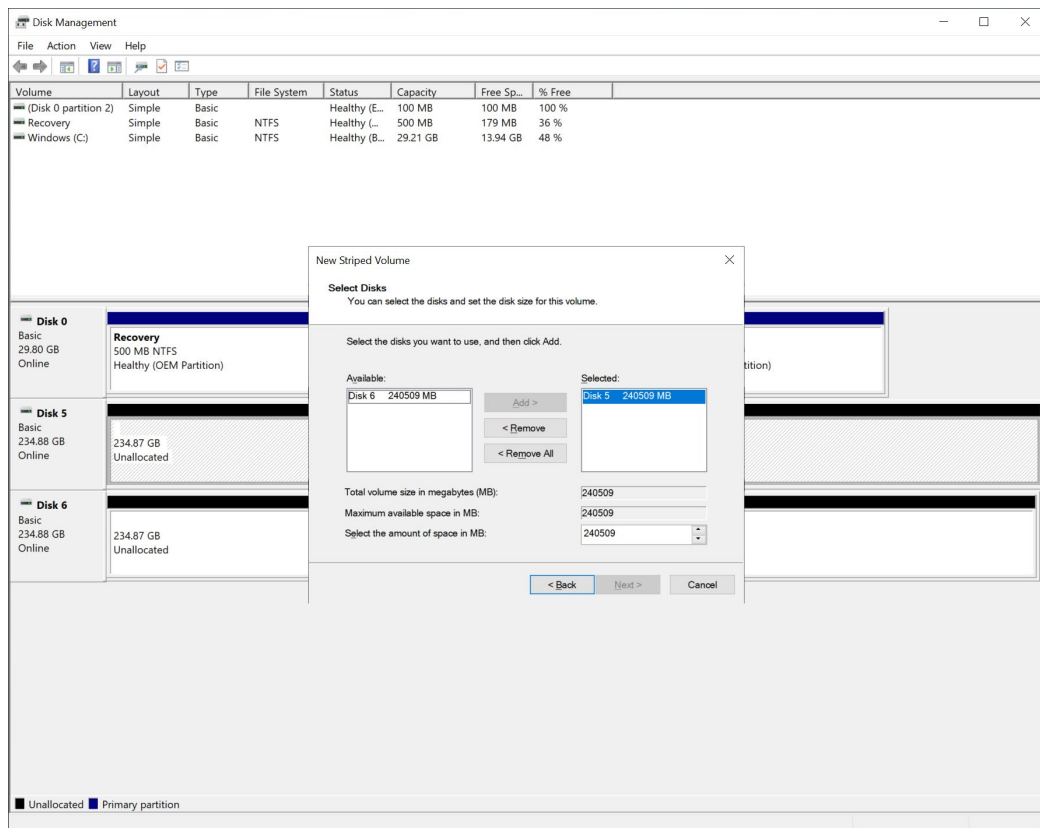 Disk Management
File Action View Help
Volume Layout Type File System Status Capacity Free Sp... % Free
(Disk 0 partition 2) Simple Basic Healthy (E... 100 MB 100 MB 100 %
Recovery Simple Basic NTFS Healthy (... 500 MB 179 MB 36 %
Windows (C:) Simple Basic NTFS Healthy (B... 29.21 GB 13.94 GB 48 %
New Striped Volume
Select Disks
You can select the disks and set the disk size for this volume.
Select the disks you want to use, and then click Add.
Available: Selected:
Disk 6 240509 MB Disk 5 240509 MB
Add >
< Remove
< Remove All
Total volume size in megabytes (MB): 240509
Maximum available space in MB: 240509
Select the amount of space in MB: 240509
< Back Next > Cancel
Disk 0
Basic
29.80 GB
Online
Recovery
500 MB NTFS
Healthy (OEM Partition)
tition)
Disk 5
Basic
234.88 GB
Online
234.87 GB
Unallocated
Disk 6
Basic
234.88 GB
Online
234.87 GB
Unallocated
Unallocated Primary partition